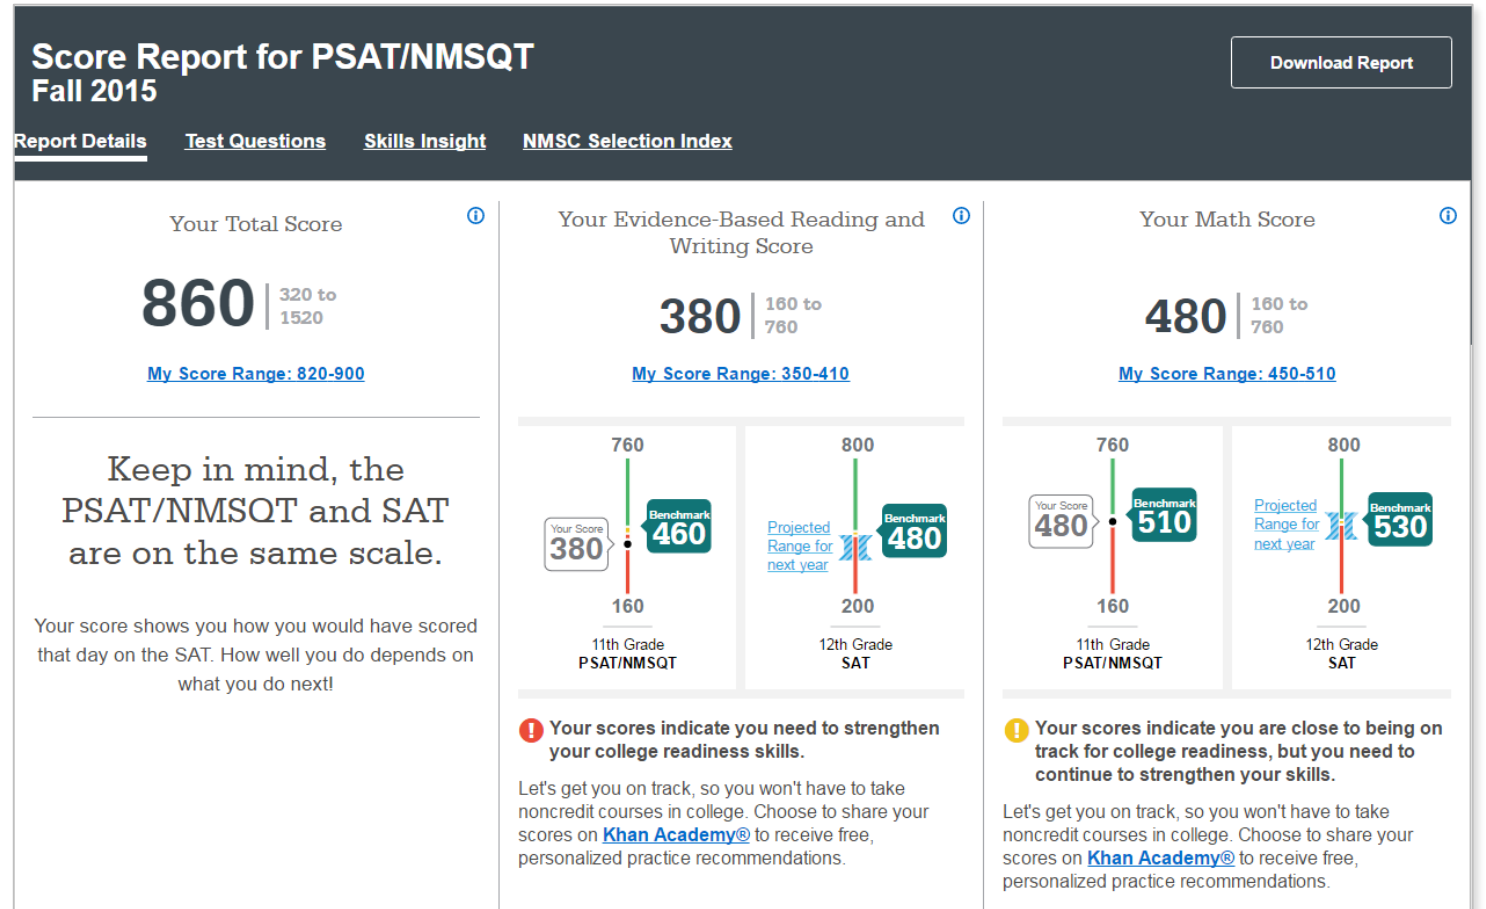 Score Report for PSAT/NMSQT
Fall 2015
Download Report
Report Details
Test Questions
Skills Insight
NMSC Selection Index
Your Total Score
860
320 to
1520
My Score Range: 820-900
Keep in mind, the
PSAT/NMSQT and SAT
are on the same scale.
Your score shows you how you would have scored
that day on the SAT. How well you do depends on
what you do next!
Your Evidence-Based Reading and
Writing Score
380
160 to
760
My Score Range: 350-410
760
Your Score
380
Benchmark
460
160
11th Grade
PSAT/NMSQT
800
Projected
Range for
next year
Benchmark
480
200
12th Grade
SAT
Your scores indicate you need to strengthen
your college readiness skills.
Let's get you on track, so you won't have to take
noncredit courses in college. Choose to share your
scores on Khan Academy® to receive free,
personalized practice recommendations.
Your Math Score
480
160 to
760
My Score Range: 450-510
760
Your Score
480
Benchmark
510
160
11th Grade
PSAT/NMSQT
800
Projected
Range for
next year
Benchmark
530
200
12th Grade
SAT
Your scores indicate you are close to being on
track for college readiness, but you need to
continue to strengthen your skills.
Let's get you on track, so you won't have to take
noncredit courses in college. Choose to share your
scores on Khan Academy® to receive free,
personalized practice recommendations.